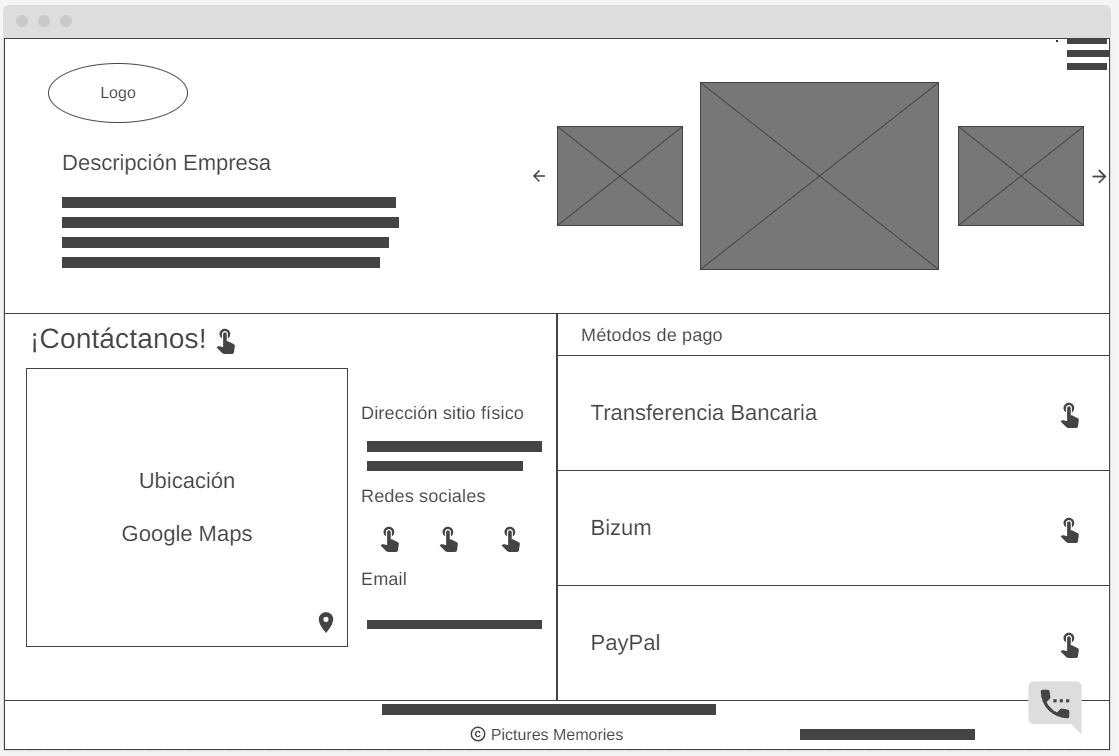 Logo
Descripción Empresa
¡Contáctanos!
Ubicación
Google Maps
Dirección sitio físico
Redes sociales
Email
Métodos de pago
Transferencia Bancaria
Bizum
PayPal
© Pictures Memories